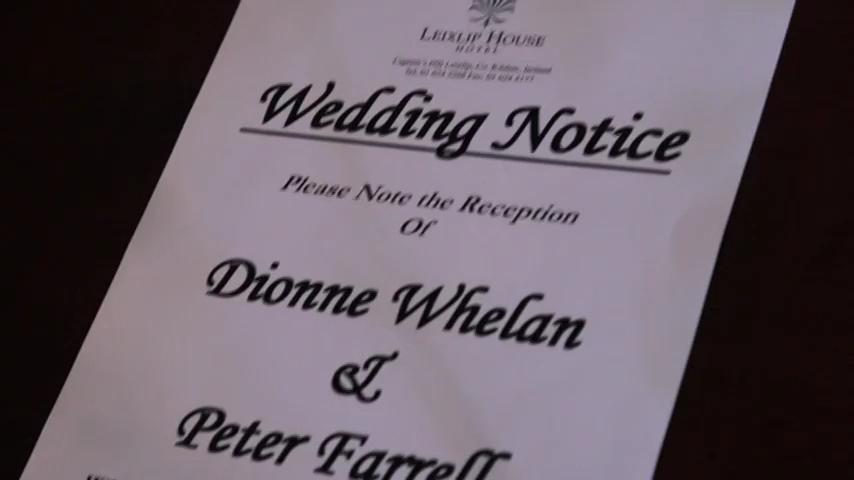 LEIXLIP HOUSE
HOTEL
Wedding Notice
Please Note the Reception
Of
Dionne Whelan
&
Peter Farrell